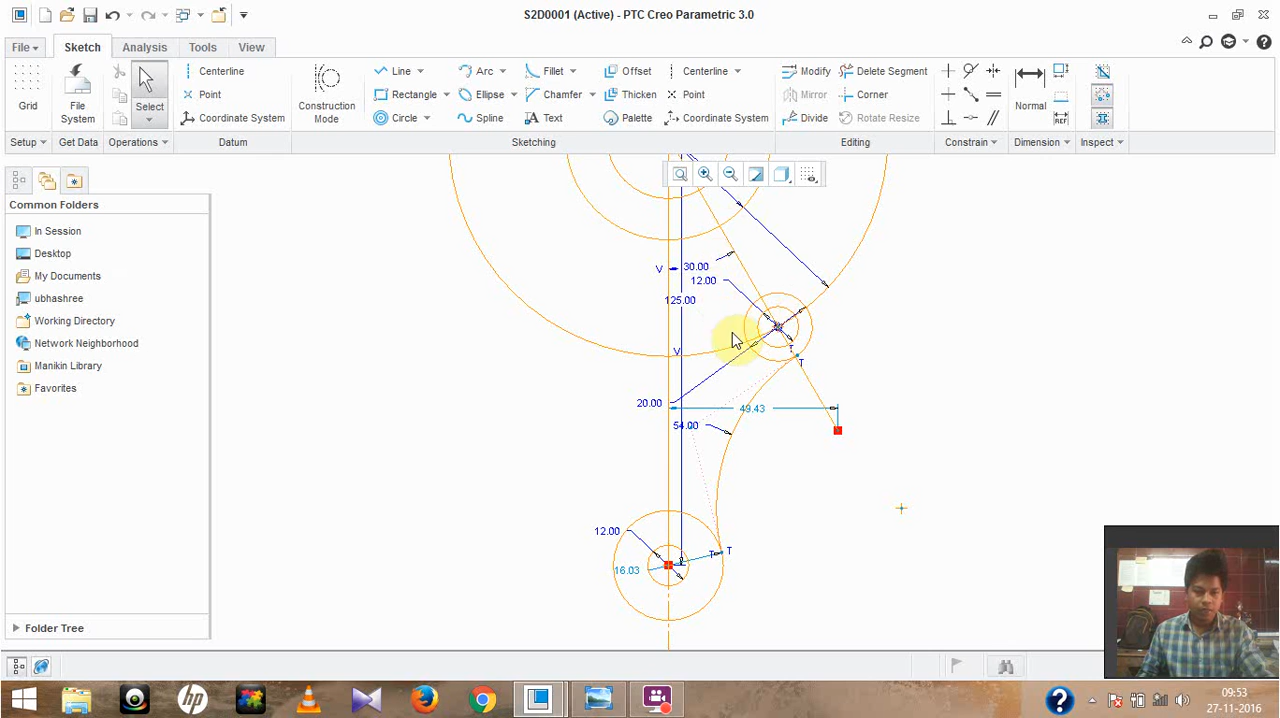 S2D0001 (Active) - PTC Creo Parametric 3.0
File Sketch Analysis Tools View
Grid
File
System
Select
Centerline
Point
Coordinate System
Construction
Mode
Line Arc Fillet Offset Centerline
Rectangle Ellipse Chamfer Thicken Point
Circle Spline Text Palette Coordinate System
Modify Delete Segment
Mirror Corner
Divide Rotate Resize
Normal
REF
Setup Get Data Operations Datum Sketching Editing Constrain Dimension Inspect
Common Folders
In Session
Desktop
My Documents
ubhashree
Working Directory
Network Neighborhood
Manikin Library
Favorites
Folder Tree
V 30.00
12.00
125.00
V
T
T
20.00
49.43
54.00
12.00
T T
16.03
hp
09:53
27-11-2016